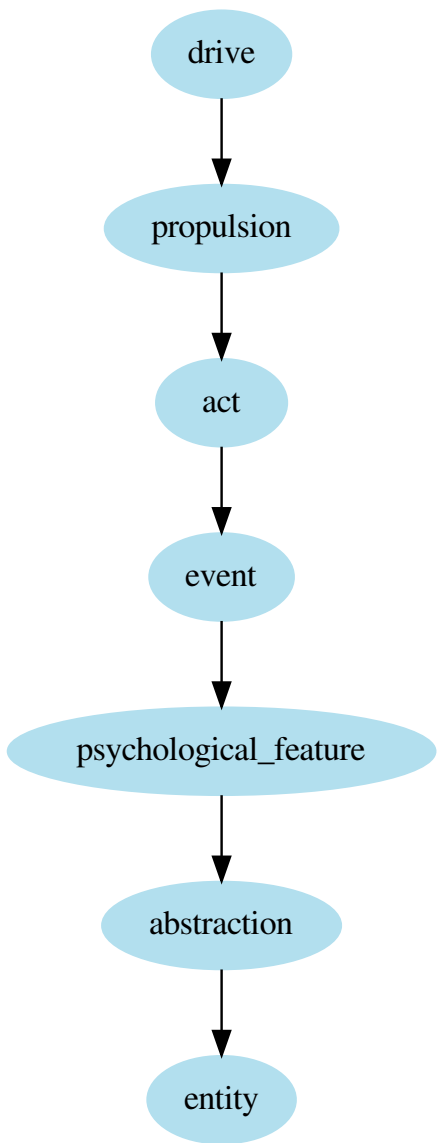 drive
propulsion
act
event
psychological_feature
abstraction
entity